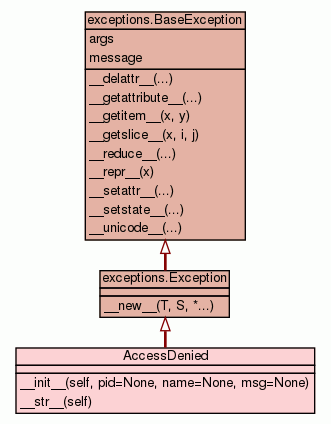 exceptions.BaseException
args
message
__delattr__(...)
__getattribute__(...)
__getitem__(x, y)
__getslice__(x, i, j)
__reduce__(...)
__repr__(x)
__setattr__(...)
__setstate__(...)
__unicode__(...)
exceptions.Exception
__new__(T, S, *...)
AccessDenied
__init__(self, pid=None, name=None, msg=None)
__str__(self)